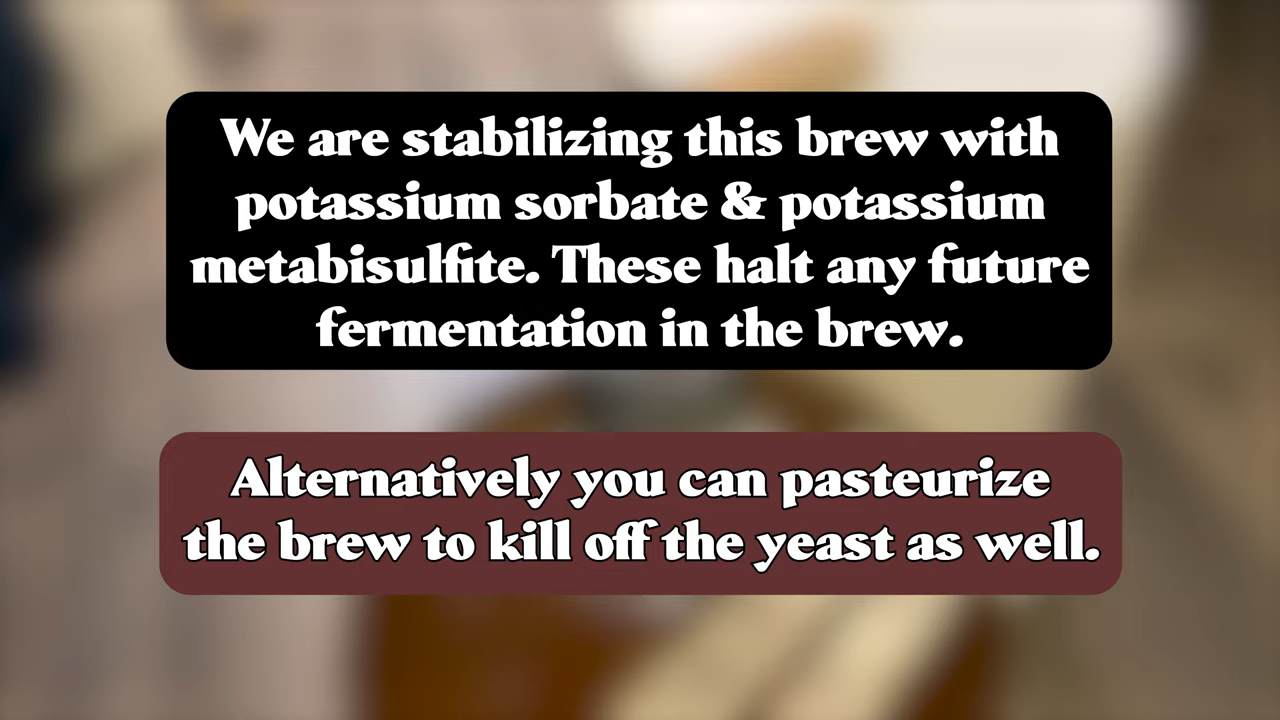 We are stabilizing this brew with
potassium sorbate & potassium
metabisulfite. These halt any future
fermentation in the brew.
Alternatively you can pasteurize
the brew to kill off the yeast as well.